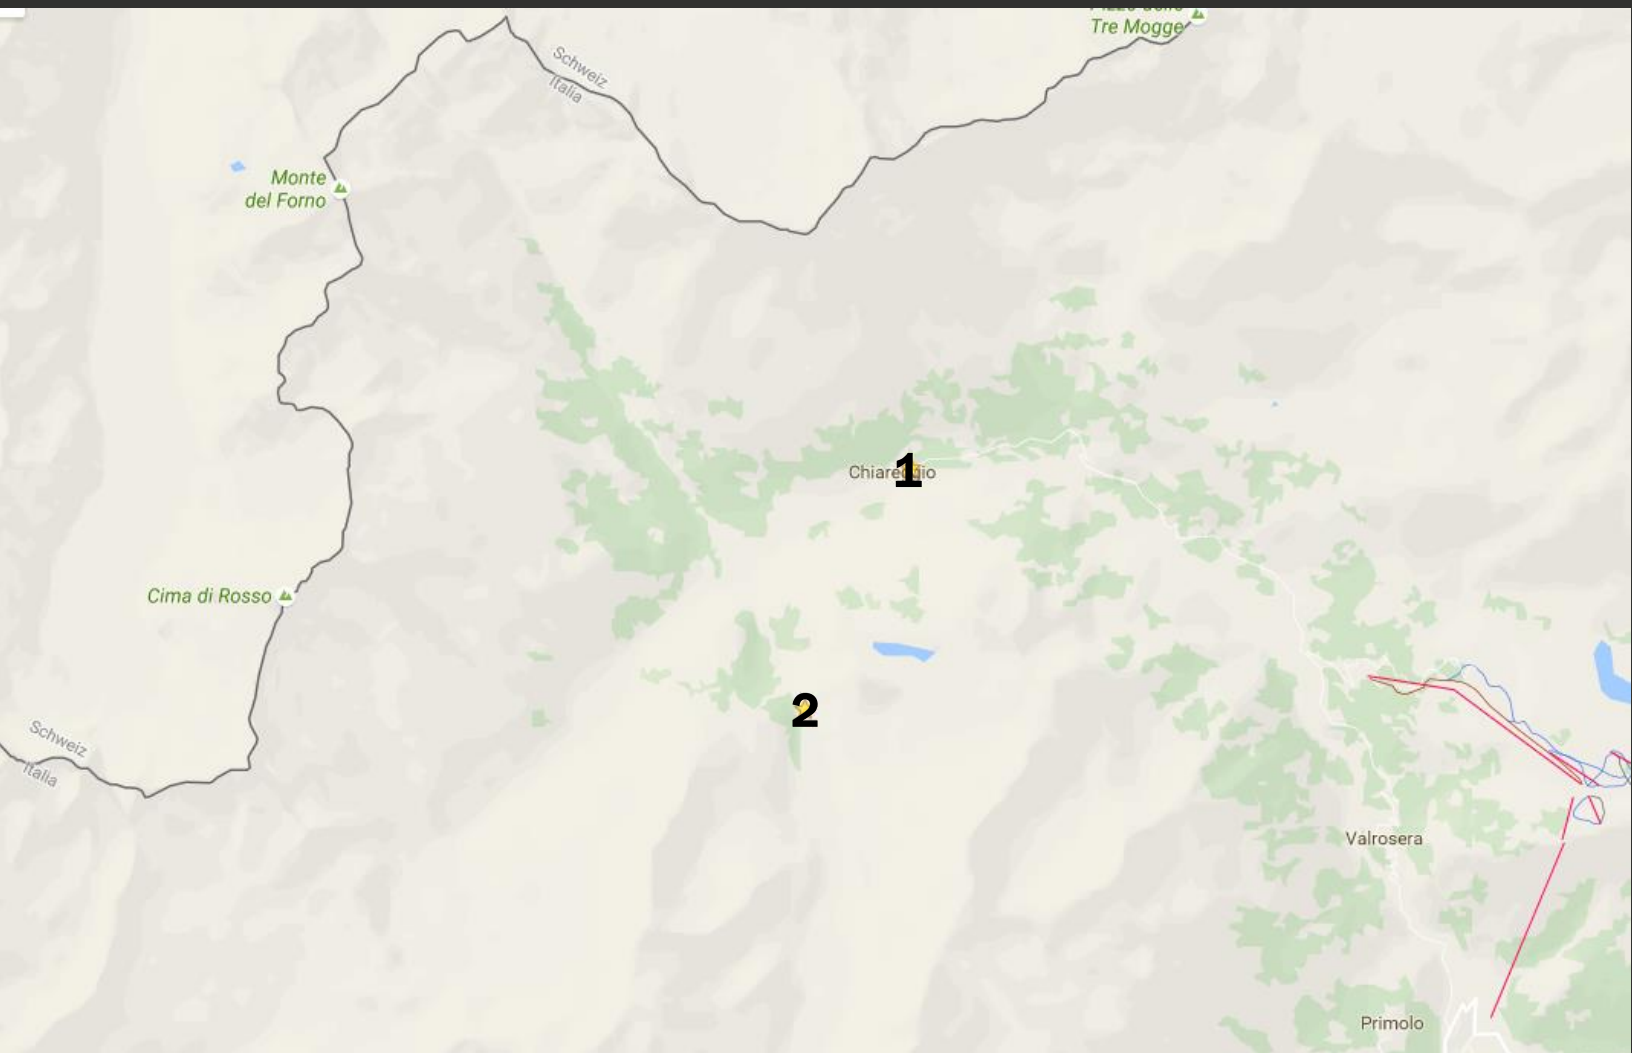 Tre Mogge
Schweiz
Italia
Monte
del Forno
Chiareggio
1
Cima di Rosso
2
Schweiz
Italia
Valrosera
Primolo